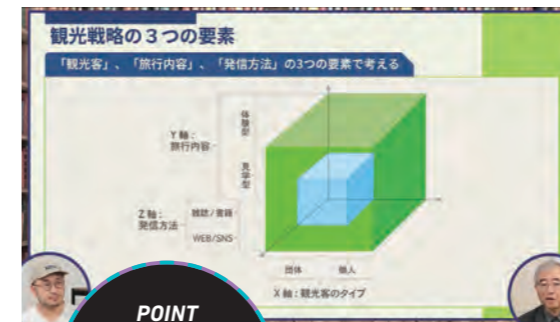 観光戦略の3つの要素
「観光客」、「旅行内容」、「発信方法」の3つの要素で考える
体験型
Y 軸：
旅行内容
見学型
Z 軸：
発信方法
雑誌/書籍
WEB/SNS
団体 個人
X 軸：観光客のタイプ
POINT